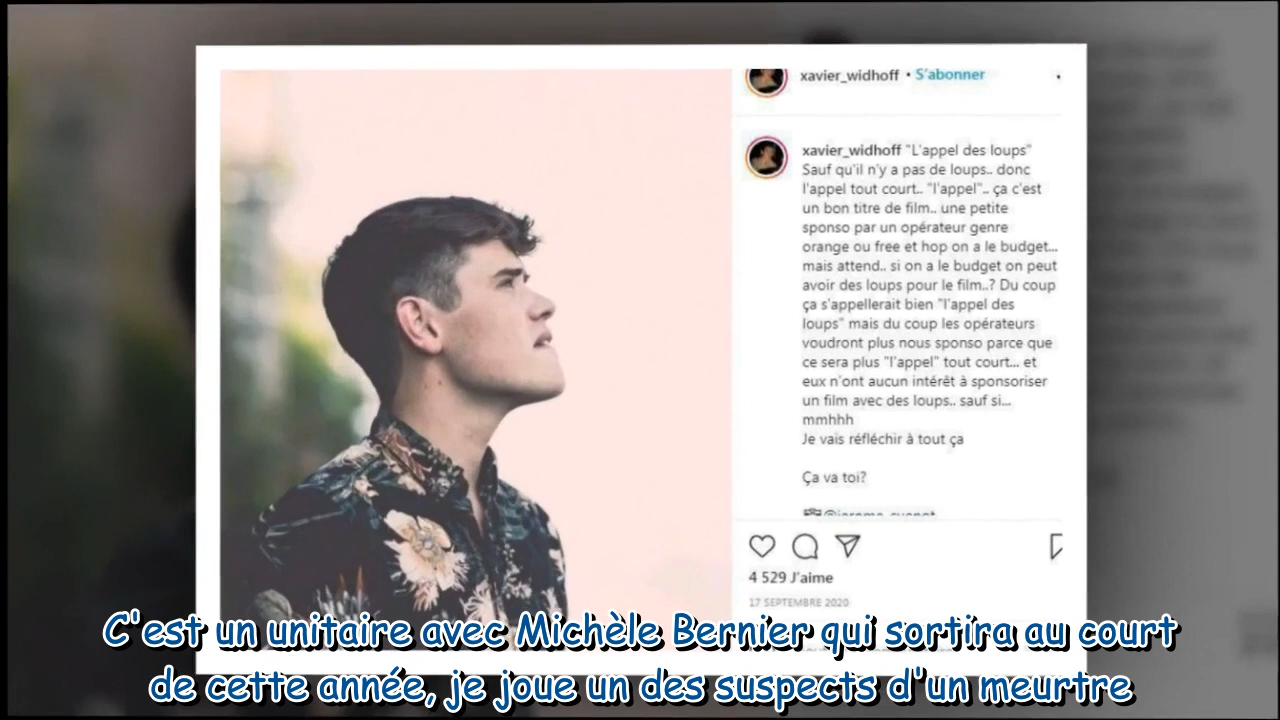 xavier_widhoff • S'abonner
xavier_widhoff "L'appel des loups"
Sauf qu'il n'y a pas de loups.. donc
l'appel tout court.. "l'appel".. ça c'est
un bon titre de film.. une petite
sponso par un opérateur genre
orange ou free et hop on a le budget...
mais attend.. si on a le budget on peut
avoir des loups pour le film..? Du coup
ça s'appellerait bien "l'appel des
loups" mais du coup les opérateurs
voudront plus nous sponso parce que
ce sera plus "l'appel" tout court... et
eux n'ont aucun intérêt à sponsoriser
un film avec des loups.. sauf si...
mmhhh
Je vais réfléchir à tout ça
Ça va toi?
4 529 J'aime
17 SEPTEMBRE 2020
C'est un unitaire avec Michèle Bernier qui sortira au court
de cette année, je joue un des suspects d'un meurtre